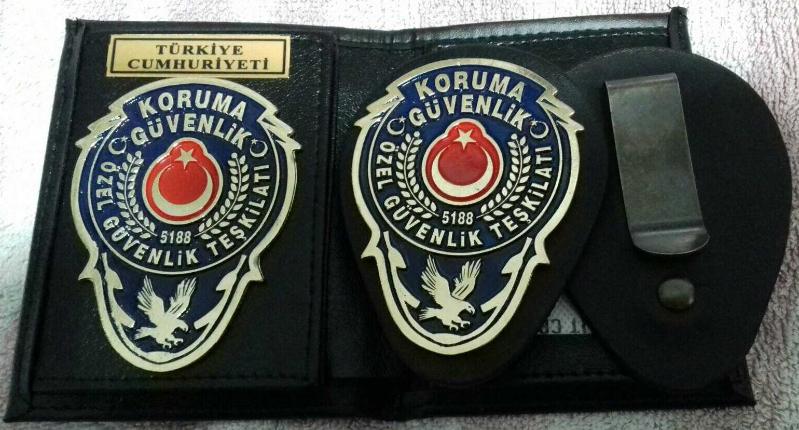 TÜRKİYE
CUMHURİYETİ
KORUMA
GÜVENLİK
ÖZEL GÜVENLİK TEŞKİLATI
5188
KORUMA
GÜVENLİK
ÖZEL GÜVENLİK TEŞKİLATI
5188